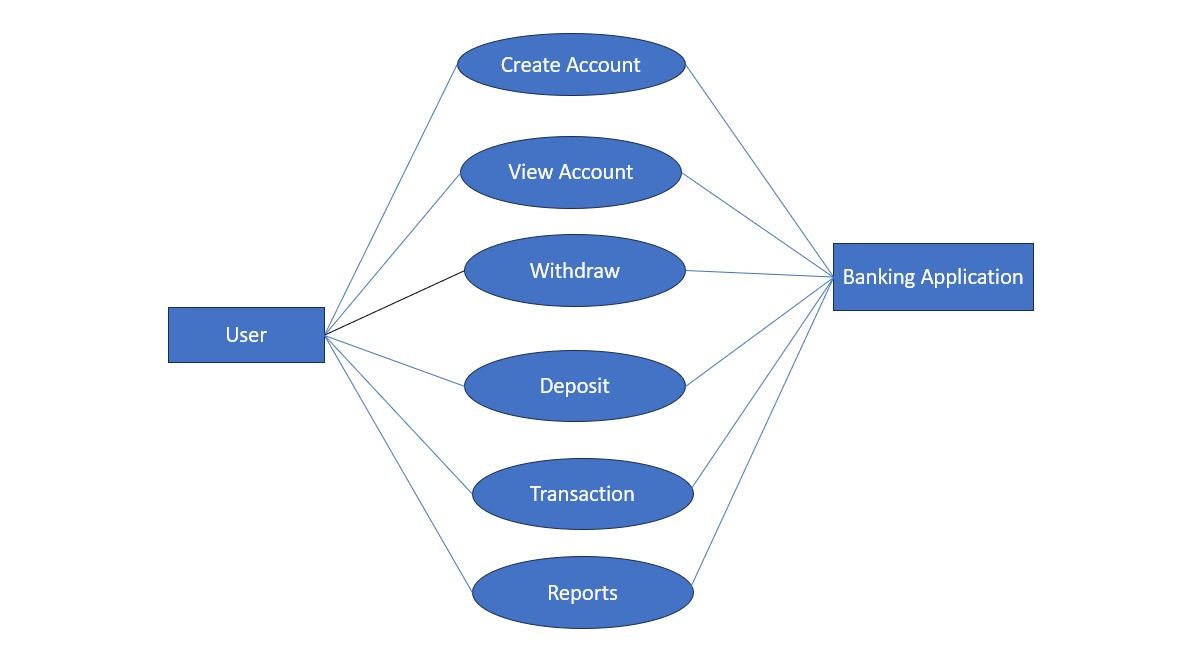 Create Account
View Account
Withdraw
Banking Application
User
Deposit
Transaction
Reports